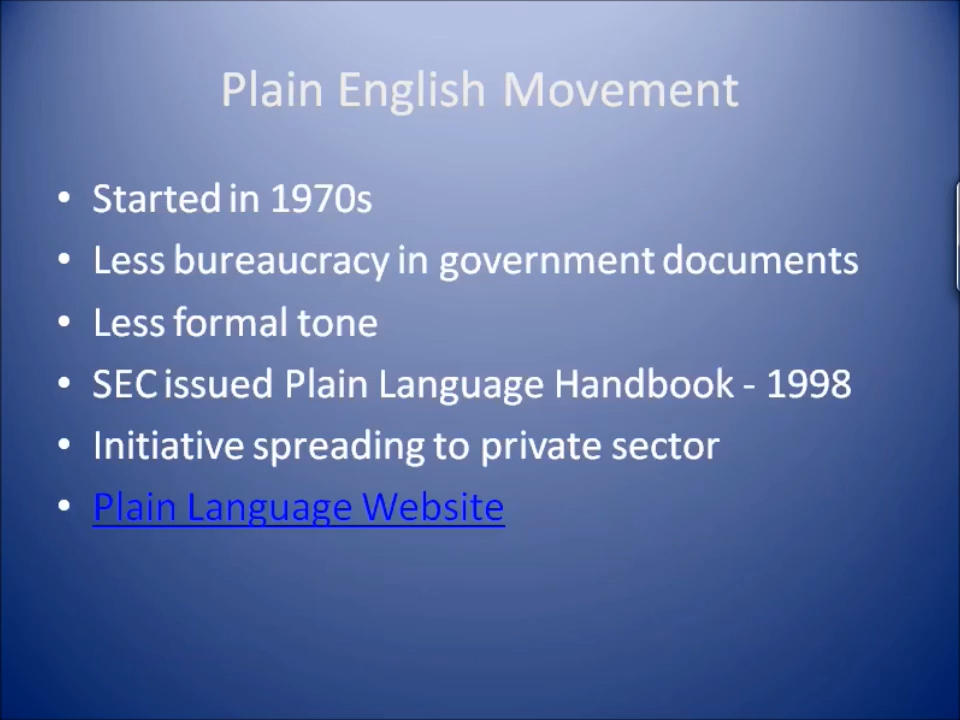 Plain English Movement
• Started in 1970s
• Less bureaucracy in government documents
• Less formal tone
• SEC issued Plain Language Handbook - 1998
• Initiative spreading to private sector
• Plain Language Website